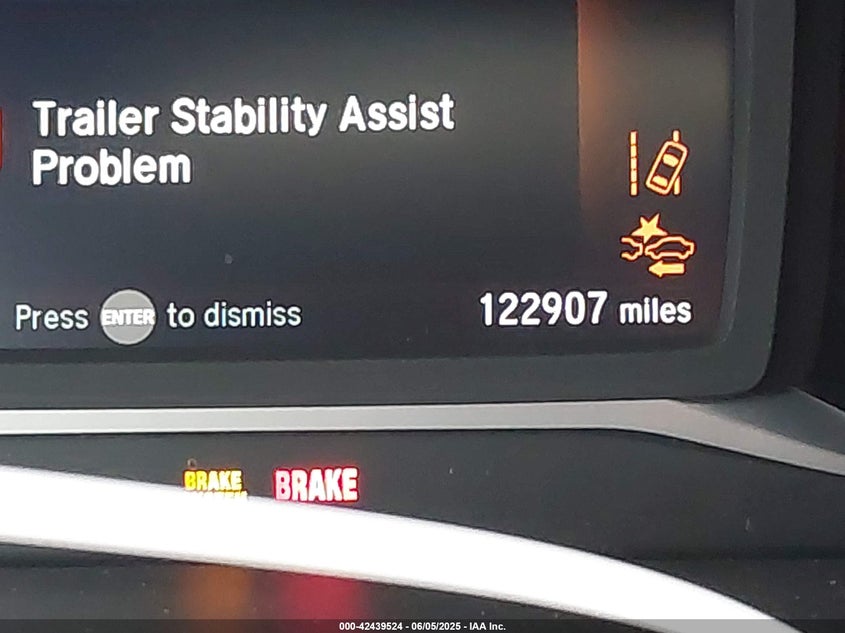 Trailer Stability Assist
Problem
Press ENTER to dismiss
122907 miles
BRAKE
BRAKE
000-42439524 - 06/05/2025 - IAA Inc.